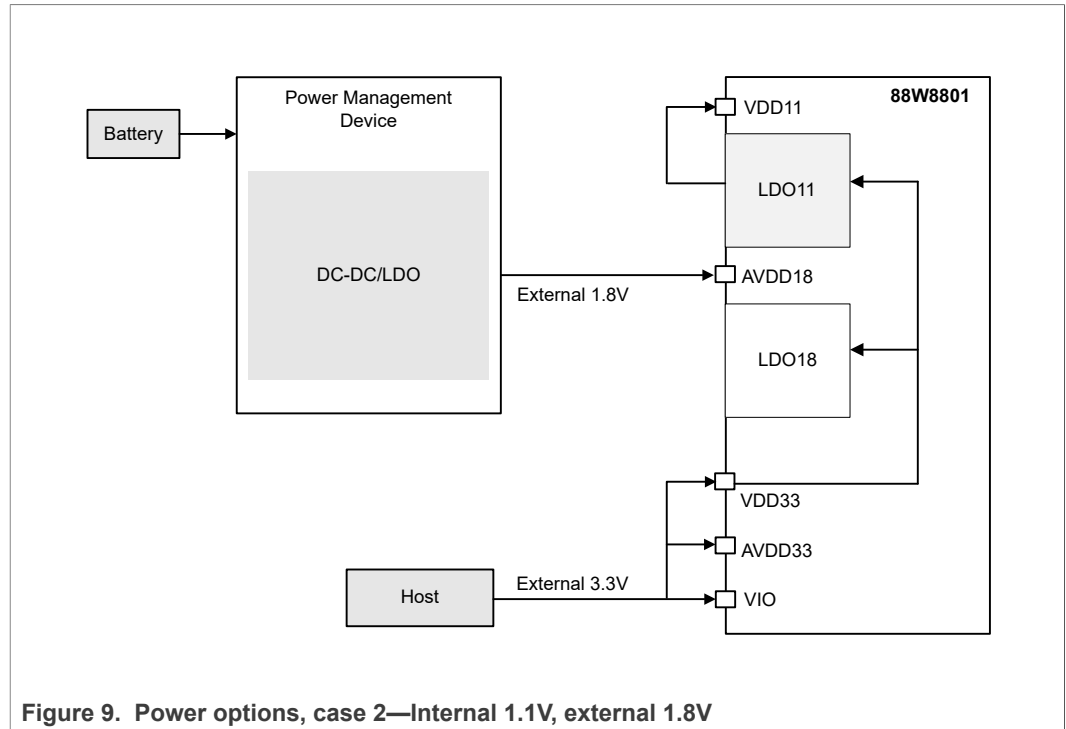 Battery
Power Management
Device
DC-DC/LDO
External 1.8V
88W8801
VDD11
LDO11
AVDD18
LDO18
VDD33
AVDD33
VIO
Host
External 3.3V
Figure 9. Power options, case 2—Internal 1.1V, external 1.8V